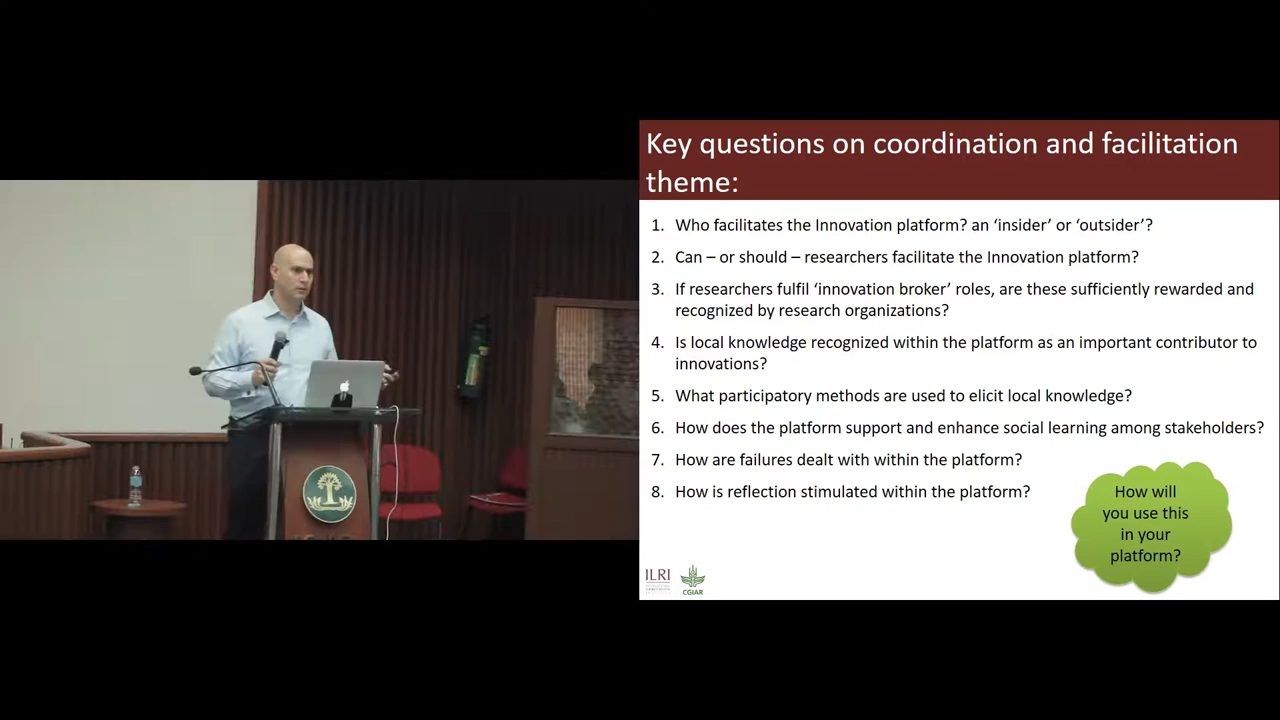 Key questions on coordination and facilitation
theme:
1. Who facilitates the Innovation platform? an ‘insider’ or ‘outsider’?
2. Can – or should – researchers facilitate the Innovation platform?
3. If researchers fulfil ‘innovation broker’ roles, are these sufficiently rewarded and
recognized by research organizations?
4. Is local knowledge recognized within the platform as an important contributor to
innovations?
5. What participatory methods are used to elicit local knowledge?
6. How does the platform support and enhance social learning among stakeholders?
7. How are failures dealt with within the platform?
8. How is reflection stimulated within the platform?
How will
you use this
in your
platform?
ILRI
CGIAR